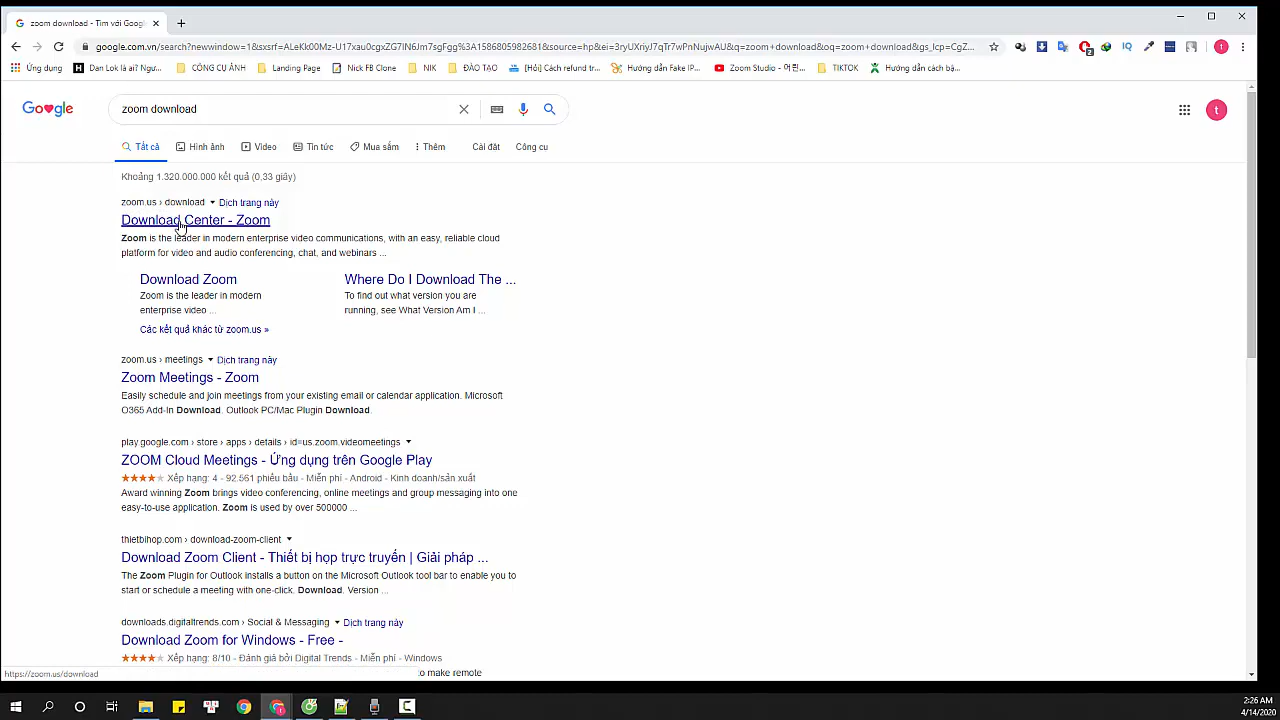 zoom download - Tìm với Googl
google.com.vn/search?newwindow=1&sxsrf=ALeKk00Mz-U17xau0cgxZG7lN6Jm7sgFgg%3A1586805982681&source=hp&ei=3ryUXriyJ7qTr7wPnNujwAU&q=zoom+download&oq=zoom+download&gs_lcp=CgZ...
2
IQ
t
Ứng dụng
Dan Lok là ai? Ngư...
CÔNG CỤ ẢNH
Landing Page
Nick FB Clone
NIK
ĐÀO TẠO
[Hỏi] Cách refund tr...
Hướng dẫn Fake IP...
Zoom Studio - 어린...
TIKTOK
Hướng dẫn cách bậ...
Google
zoom download
t
Tất cả
Hình ảnh
Video
Tin tức
Mua sắm
Thêm
Cài đặt
Công cụ
Khoảng 1.320.000.000 kết quả (0,33 giây)
zoom.us › download Dịch trang này
Download Center - Zoom
Zoom is the leader in modern enterprise video communications, with an easy, reliable cloud
platform for video and audio conferencing, chat, and webinars ...
Download Zoom
Zoom is the leader in modern
enterprise video ...
Where Do I Download The ...
To find out what version you are
running, see What Version Am I ...
Các kết quả khác từ zoom.us »
zoom.us › meetings Dịch trang này
Zoom Meetings - Zoom
Easily schedule and join meetings from your existing email or calendar application. Microsoft
O365 Add-In Download. Outlook PC/Mac Plugin Download.
play.google.com › store › apps › details › id=us.zoom.videomeetings
ZOOM Cloud Meetings - Ứng dụng trên Google Play
Xếp hạng: 4 - 92.561 phiếu bầu - Miễn phí - Android - Kinh doanh/sản xuất
Award winning Zoom brings video conferencing, online meetings and group messaging into one
easy-to-use application. Zoom is used by over 500000 ...
thietbihop.com › download-zoom-client
Download Zoom Client - Thiết bị họp trực truyến | Giải pháp ...
The Zoom Plugin for Outlook installs a button on the Microsoft Outlook tool bar to enable you to
start or schedule a meeting with one-click. Download. Version ...
downloads.digitaltrends.com › Social & Messaging Dịch trang này
Download Zoom for Windows - Free -
Xếp hạng: 8/10 - Đánh giá bởi Digital Trends - Miễn phí - Windows
to make remote
https://zoom.us/download
2:26 AM
4/14/2020